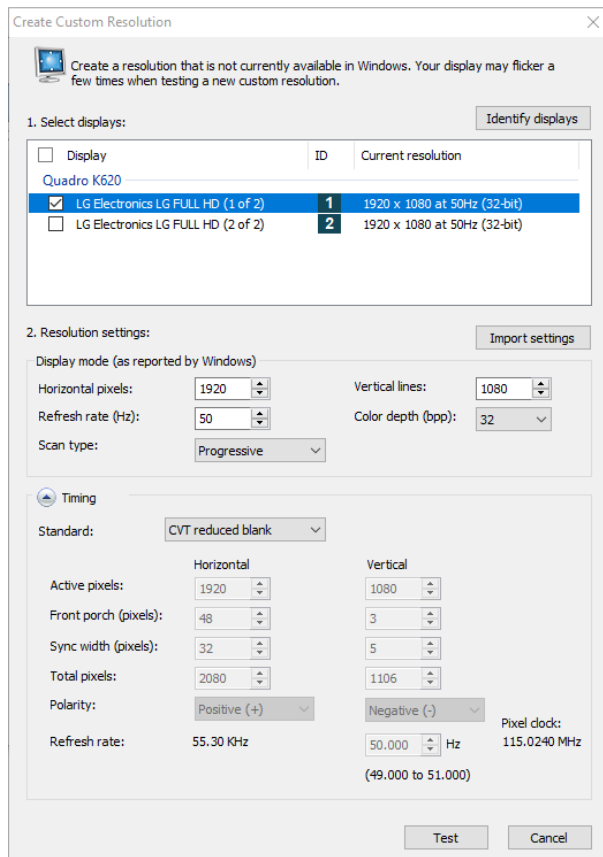 Create Custom Resolution
Create a resolution that is not currently available in Windows. Your display may flicker a
few times when testing a new custom resolution.
1. Select displays:
Identify displays
Display ID Current resolution
Quadro K620
LG Electronics LG FULL HD (1 of 2) 1 1920 x 1080 at 50Hz (32-bit)
LG Electronics LG FULL HD (2 of 2) 2 1920 x 1080 at 50Hz (32-bit)
2. Resolution settings:
Import settings
Display mode (as reported by Windows)
Horizontal pixels: 1920 Vertical lines: 1080
Refresh rate (Hz): 50 Color depth (bpp): 32
Scan type: Progressive
Timing
Standard: CVT reduced blank
Horizontal Vertical
Active pixels: 1920 1080
Front porch (pixels): 48 3
Sync width (pixels): 32 5
Total pixels: 2080 1106
Polarity: Positive (+) Negative (-)
Pixel clock:
Refresh rate: 55.30 KHz 50.000 Hz 115.0240 MHz
(49.000 to 51.000)
Test Cancel